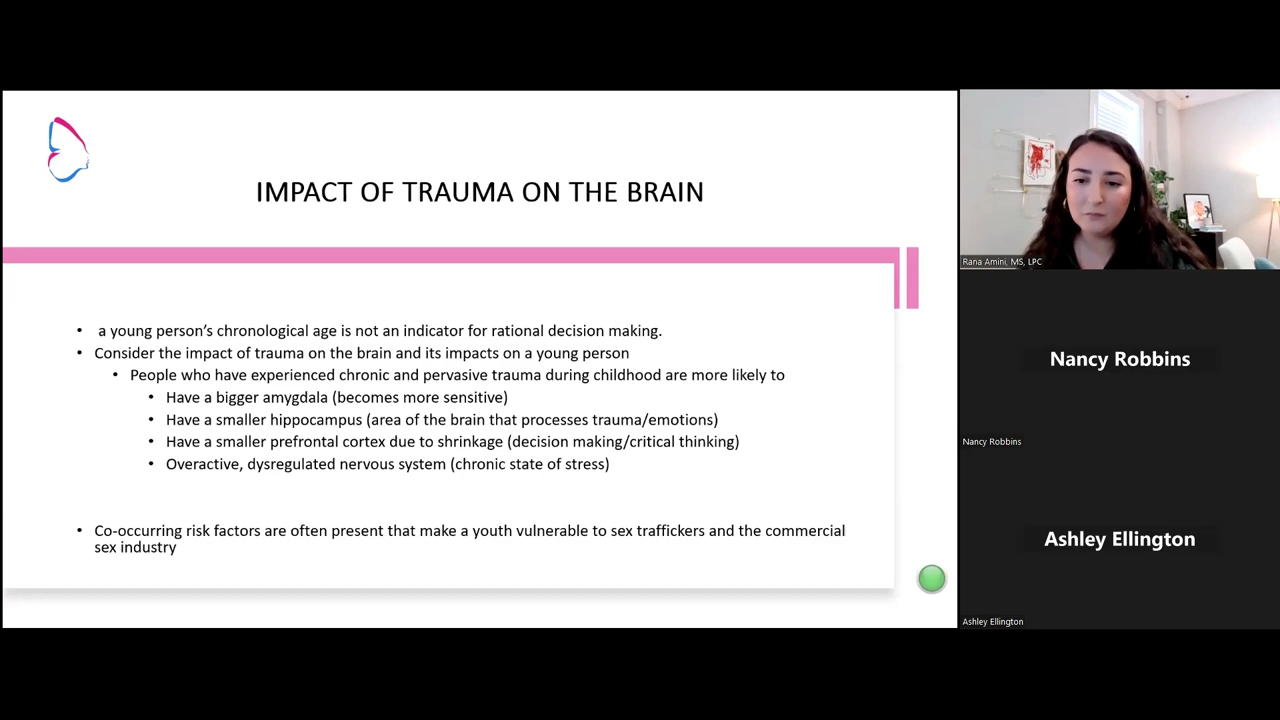 IMPACT OF TRAUMA ON THE BRAIN
• a young person’s chronological age is not an indicator for rational decision making.
• Consider the impact of trauma on the brain and its impacts on a young person
• People who have experienced chronic and pervasive trauma during childhood are more likely to
• Have a bigger amygdala (becomes more sensitive)
• Have a smaller hippocampus (area of the brain that processes trauma/emotions)
• Have a smaller prefrontal cortex due to shrinkage (decision making/critical thinking)
• Overactive, dysregulated nervous system (chronic state of stress)
• Co-occurring risk factors are often present that make a youth vulnerable to sex traffickers and the commercial
sex industry
Rana Amini, MS, LPC
Nancy Robbins
Nancy Robbins
Ashley Ellington
Ashley Ellington